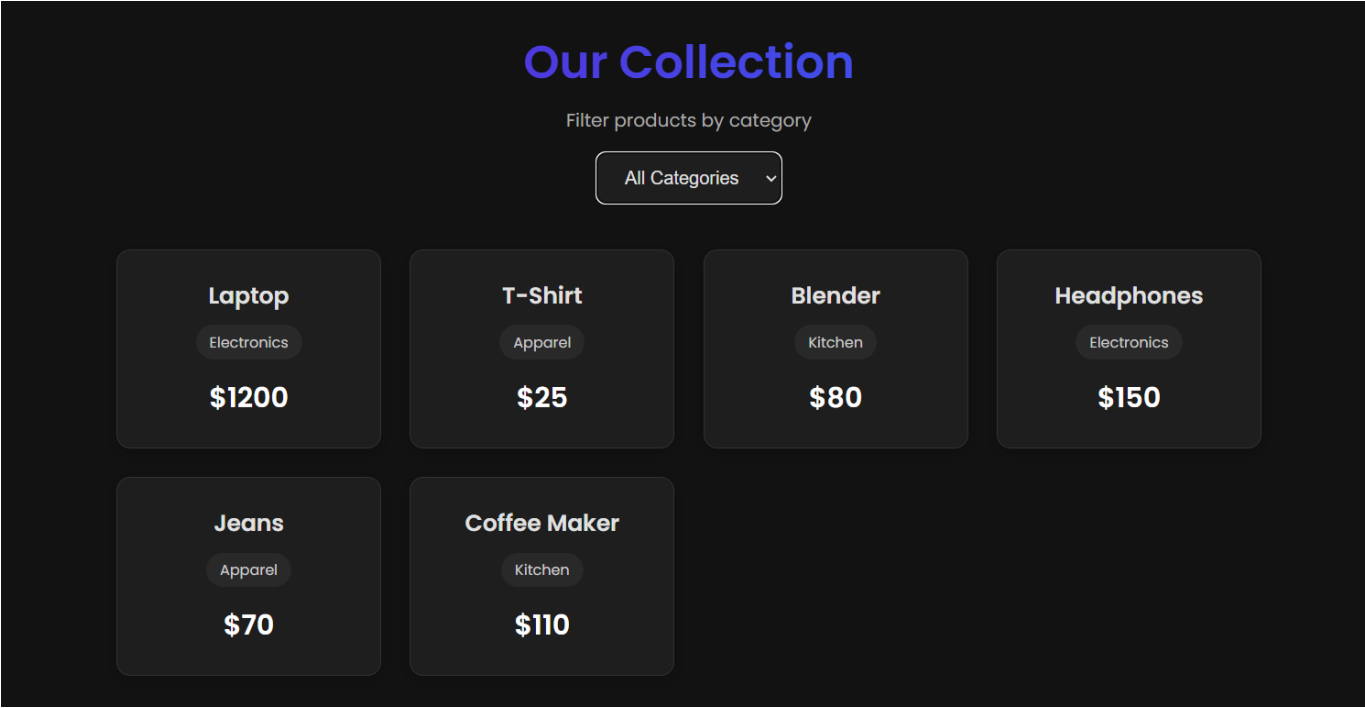 Our Collection
Filter products by category
All Categories
Laptop
Electronics
$1200
T-Shirt
Apparel
$25
Blender
Kitchen
$80
Headphones
Electronics
$150
Jeans
Apparel
$70
Coffee Maker
Kitchen
$110